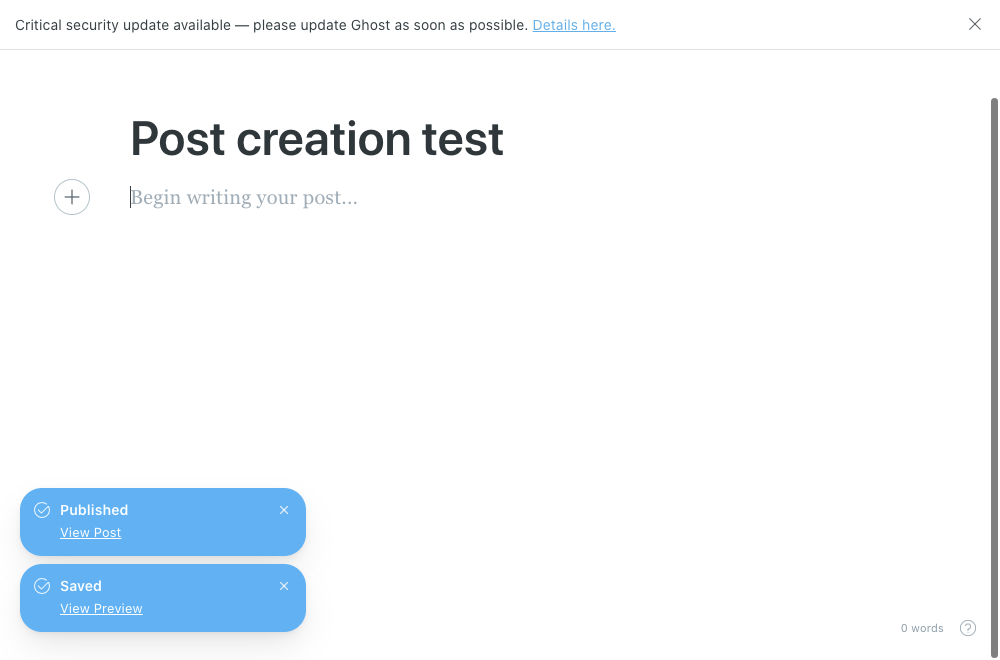 Critical security update available — please update Ghost as soon as possible. Details here.
Post creation test
Begin writing your post...
Published
View Post
Saved
View Preview
0 words
?